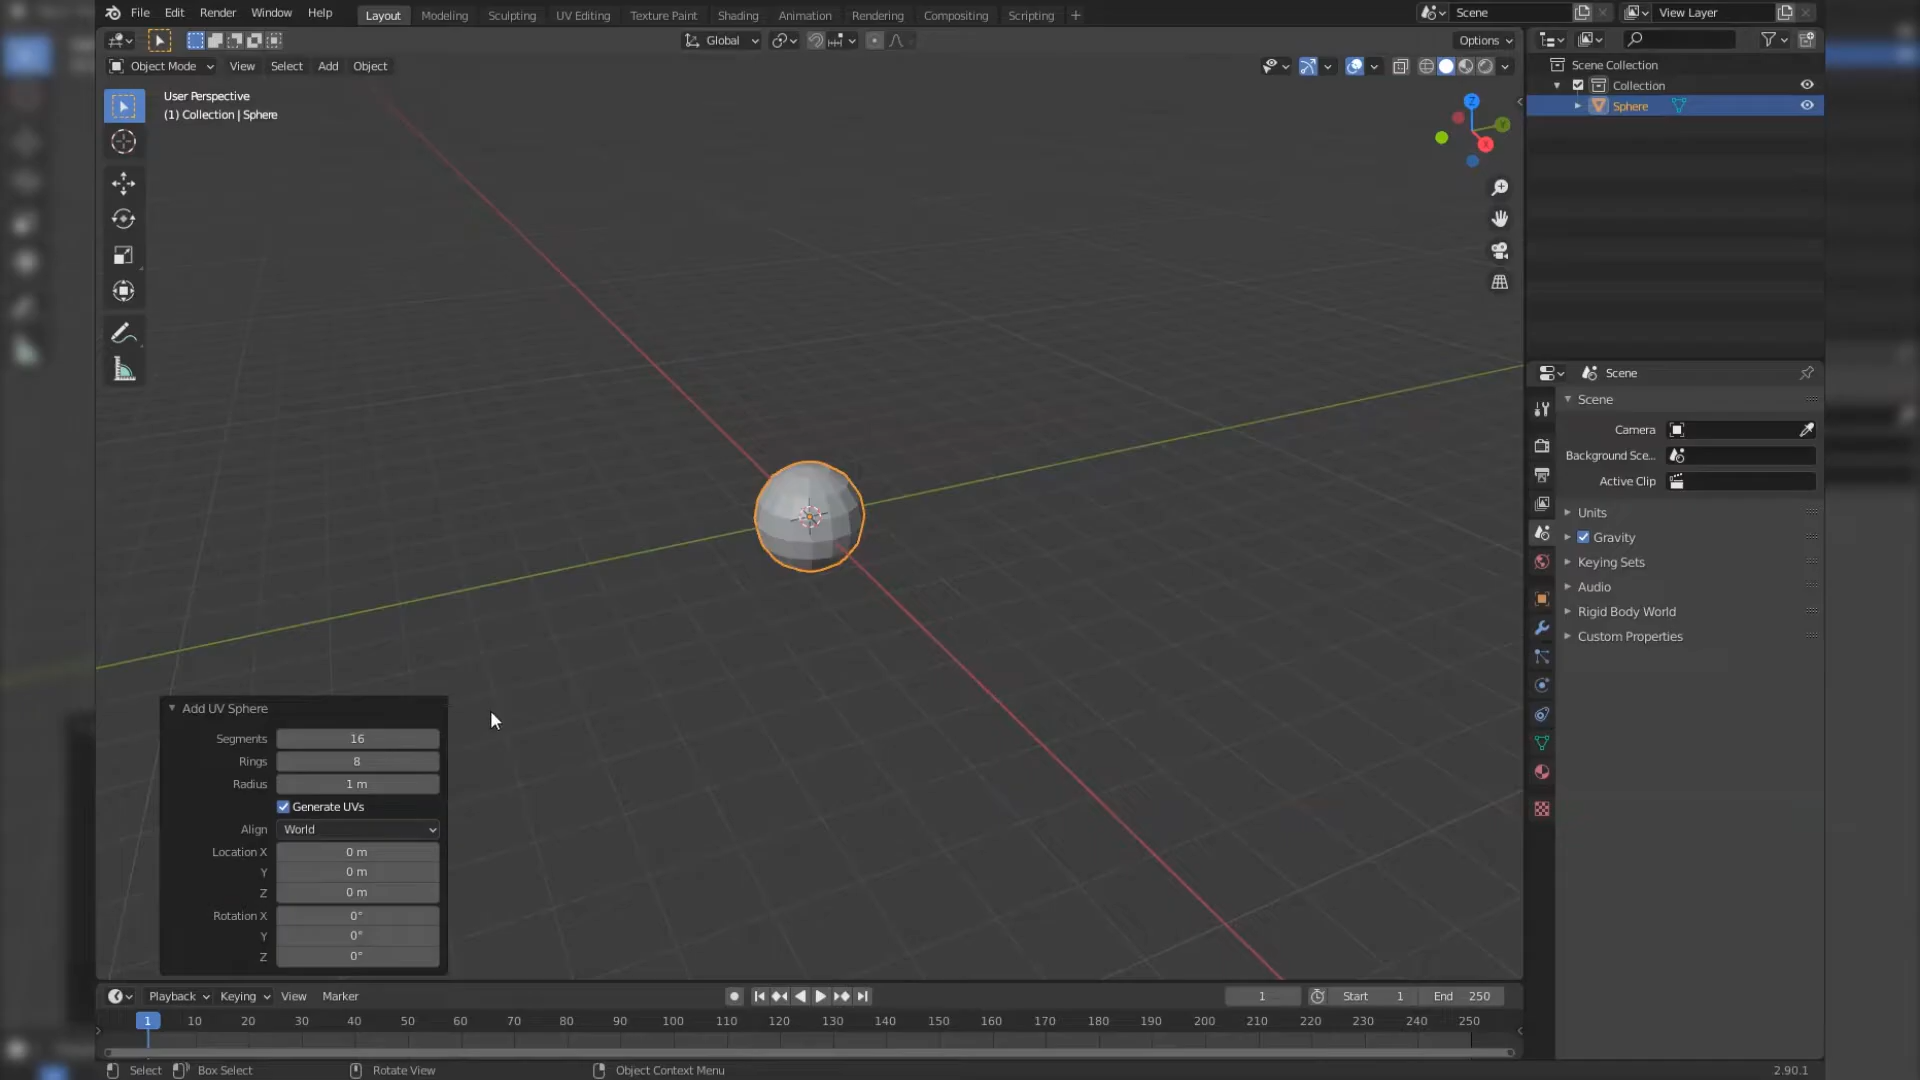 File Edit Render Window Help Layout Modeling Sculpting UV Editing Texture Paint Shading Animation Rendering Compositing Scripting + Scene View Layer
Global Options
Object Mode View Select Add Object
User Perspective
(1) Collection | Sphere
Z
Y
X
Scene Collection
Collection
Sphere
Scene
Scene
Camera
Background Sce...
Active Clip
Units
Gravity
Keying Sets
Audio
Rigid Body World
Custom Properties
Add UV Sphere
Segments 16
Rings 8
Radius 1 m
Generate UVs
Align World
Location X 0 m
Y 0 m
Z 0 m
Rotation X 0°
Y 0°
Z 0°
Playback Keying View Marker 1 Start 1 End 250
1 10 20 30 40 50 60 70 80 90 100 110 120 130 140 150 160 170 180 190 200 210 220 230 240 250
Select Box Select Rotate View Object Context Menu 2.90.1